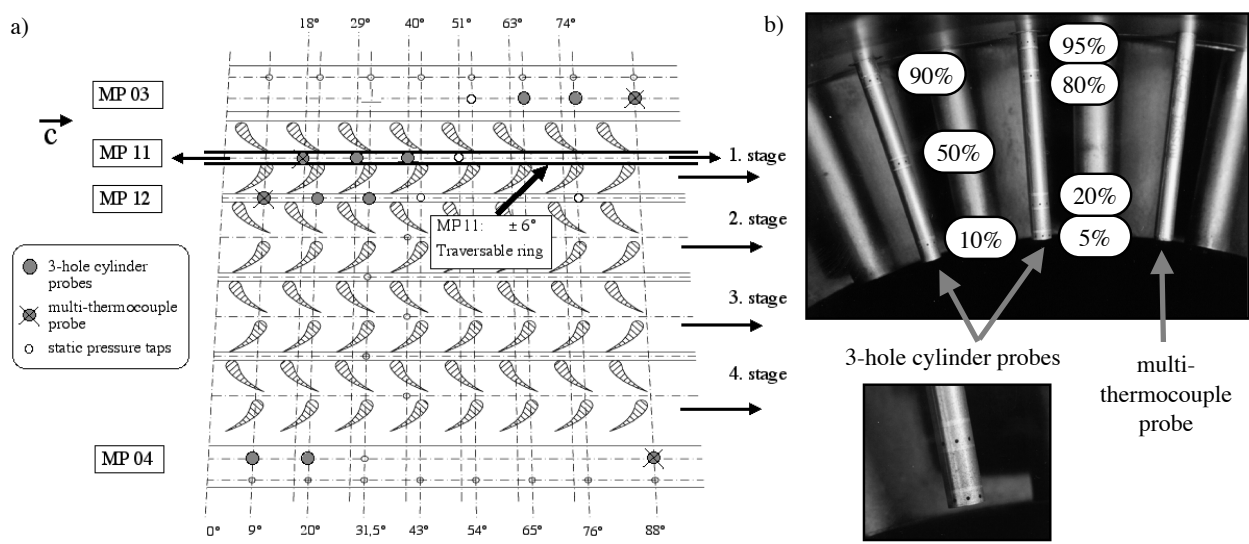 a)
18° 29° 40° 51° 63° 74°
MP 03
c
MP 11
1. stage
MP 12
2. stage
MP11: ± 6°
Traversable ring
3-hole cylinder
probes
multi-thermocouple
probe
static pressure taps
3. stage
4. stage
MP 04
0° 9° 20° 31,5° 43° 54° 65° 76° 88°
b)
95%
90%
80%
50%
20%
10%
5%
3-hole cylinder probes
multi-
thermocouple
probe